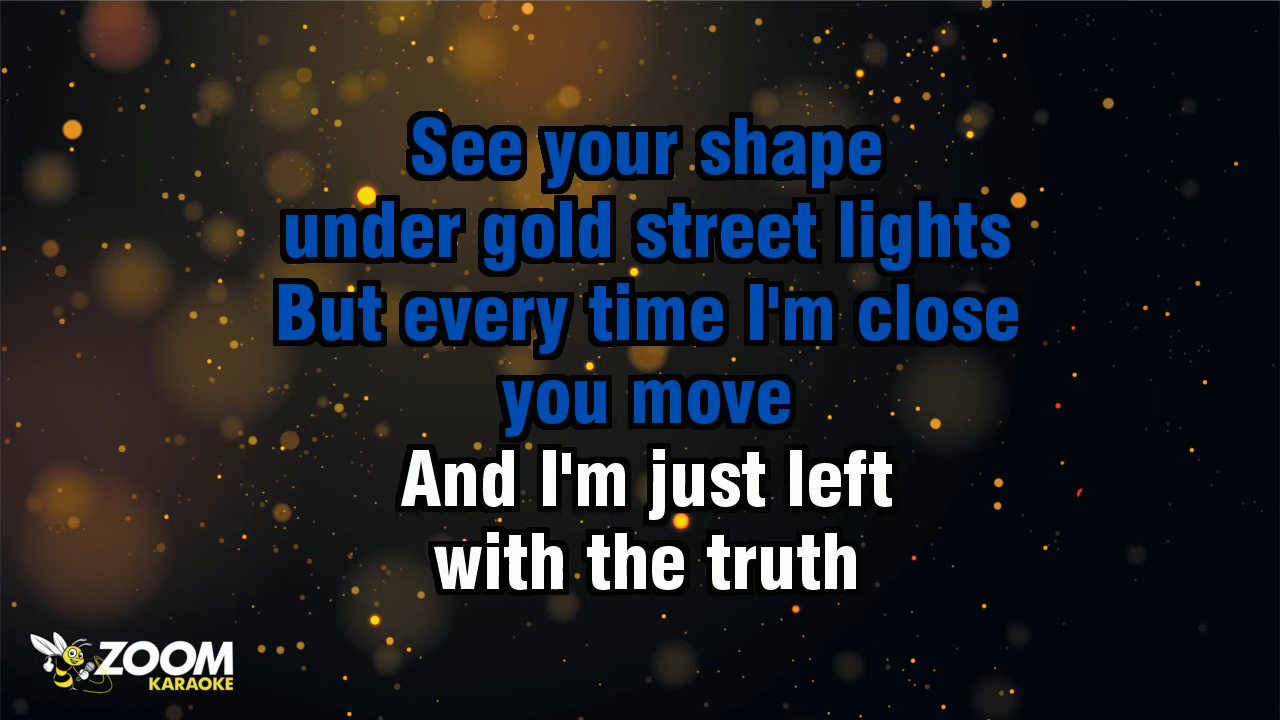 See your shape
under gold street lights
But every time I'm close
you move
And I'm just left
with the truth
ZOOM
KARAOKE